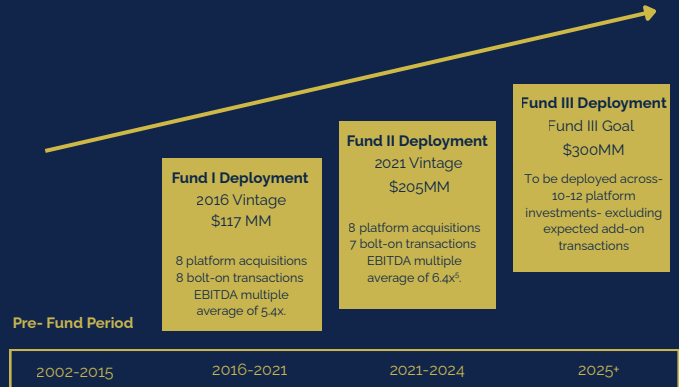 Fund III Deployment
Fund III Goal
$300MM
To be deployed across-
10-12 platform
investments- excluding
expected add-on
transactions
Fund II Deployment
2021 Vintage
$205MM
8 platform acquisitions
7 bolt-on transactions
EBITDA multiple
average of 6.4x⁵.
Fund I Deployment
2016 Vintage
$117 MM
8 platform acquisitions
8 bolt-on transactions
EBITDA multiple
average of 5.4x.
Pre- Fund Period
2002-2015
2016-2021
2021-2024
2025+